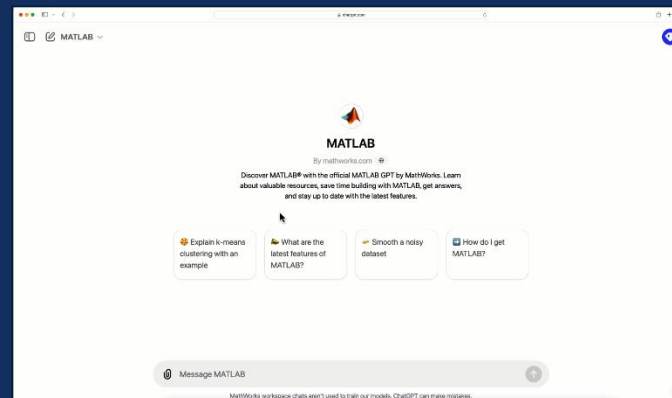 chatgpt.com
MATLAB
MATLAB
By mathworks.com
Discover MATLAB® with the official MATLAB GPT by MathWorks. Learn
about valuable resources, save time building with MATLAB, get answers,
and stay up to date with the latest features.
Explain k-means
clustering with an
example
What are the
latest features of
MATLAB?
Smooth a noisy
dataset
How do I get
MATLAB?
Message MATLAB
MathWorks workspace chats aren't used to train our models. ChatGPT can make mistakes.